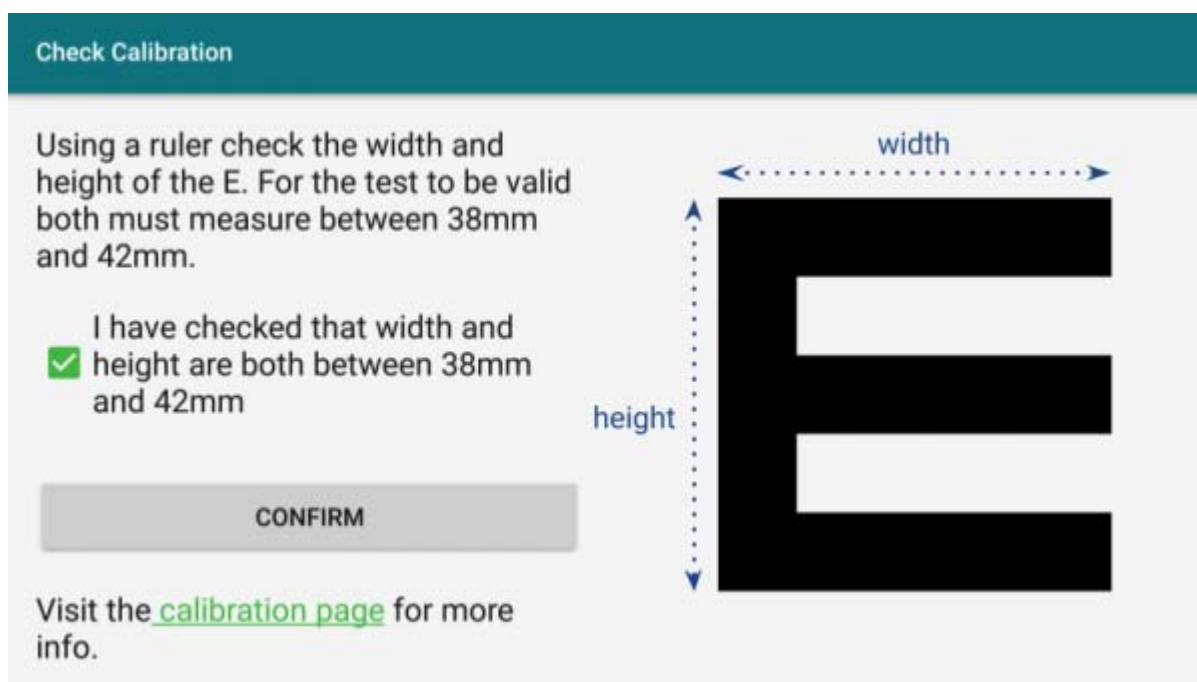 Check Calibration
Using a ruler check the width and
height of the E. For the test to be valid
both must measure between 38mm
and 42mm.
I have checked that width and
height are both between 38mm
and 42mm
CONFIRM
Visit the calibration page for more
info.
width
height
E